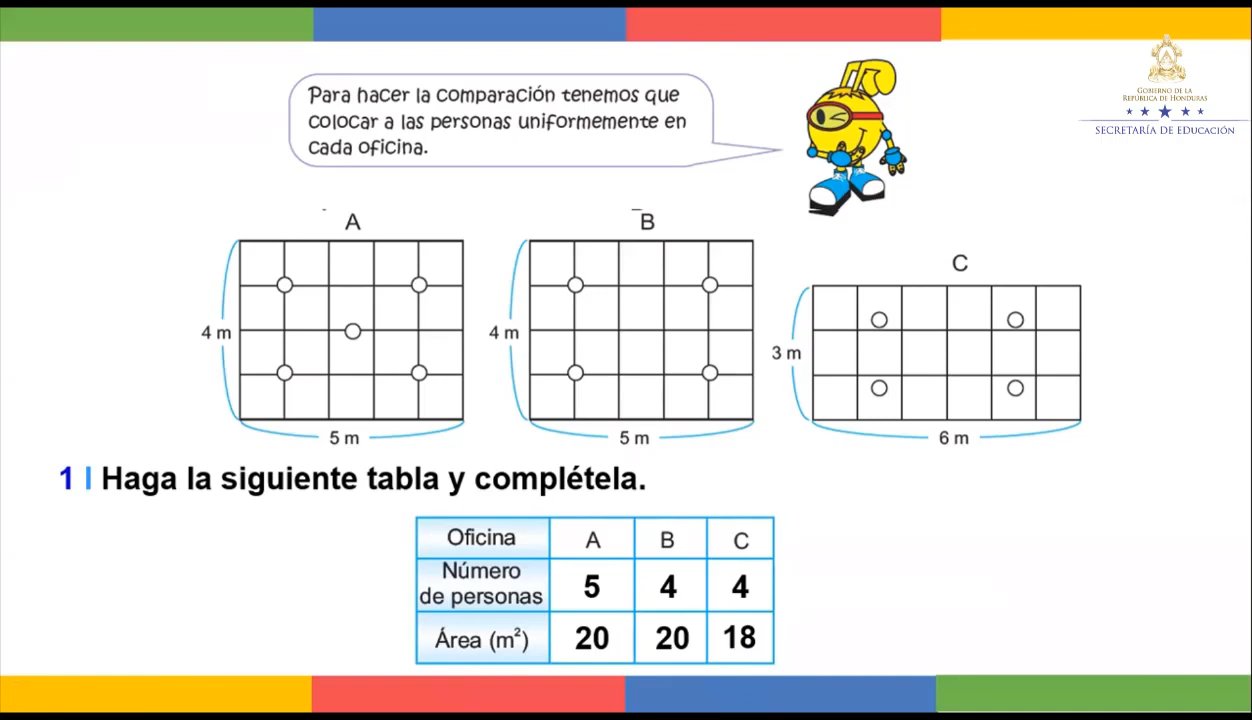 Para hacer la comparación tenemos que
colocar a las personas uniformemente en
cada oficina.
GOBIERNO DE LA
REPÚBLICA DE HONDURAS
SECRETARÍA DE EDUCACIÓN
A
B
C
4 m
4 m
3 m
5 m
5 m
6 m
1 | Haga la siguiente tabla y complétela.
Oficina A B C
Número
de personas 5 4 4
Área (m²) 20 20 18